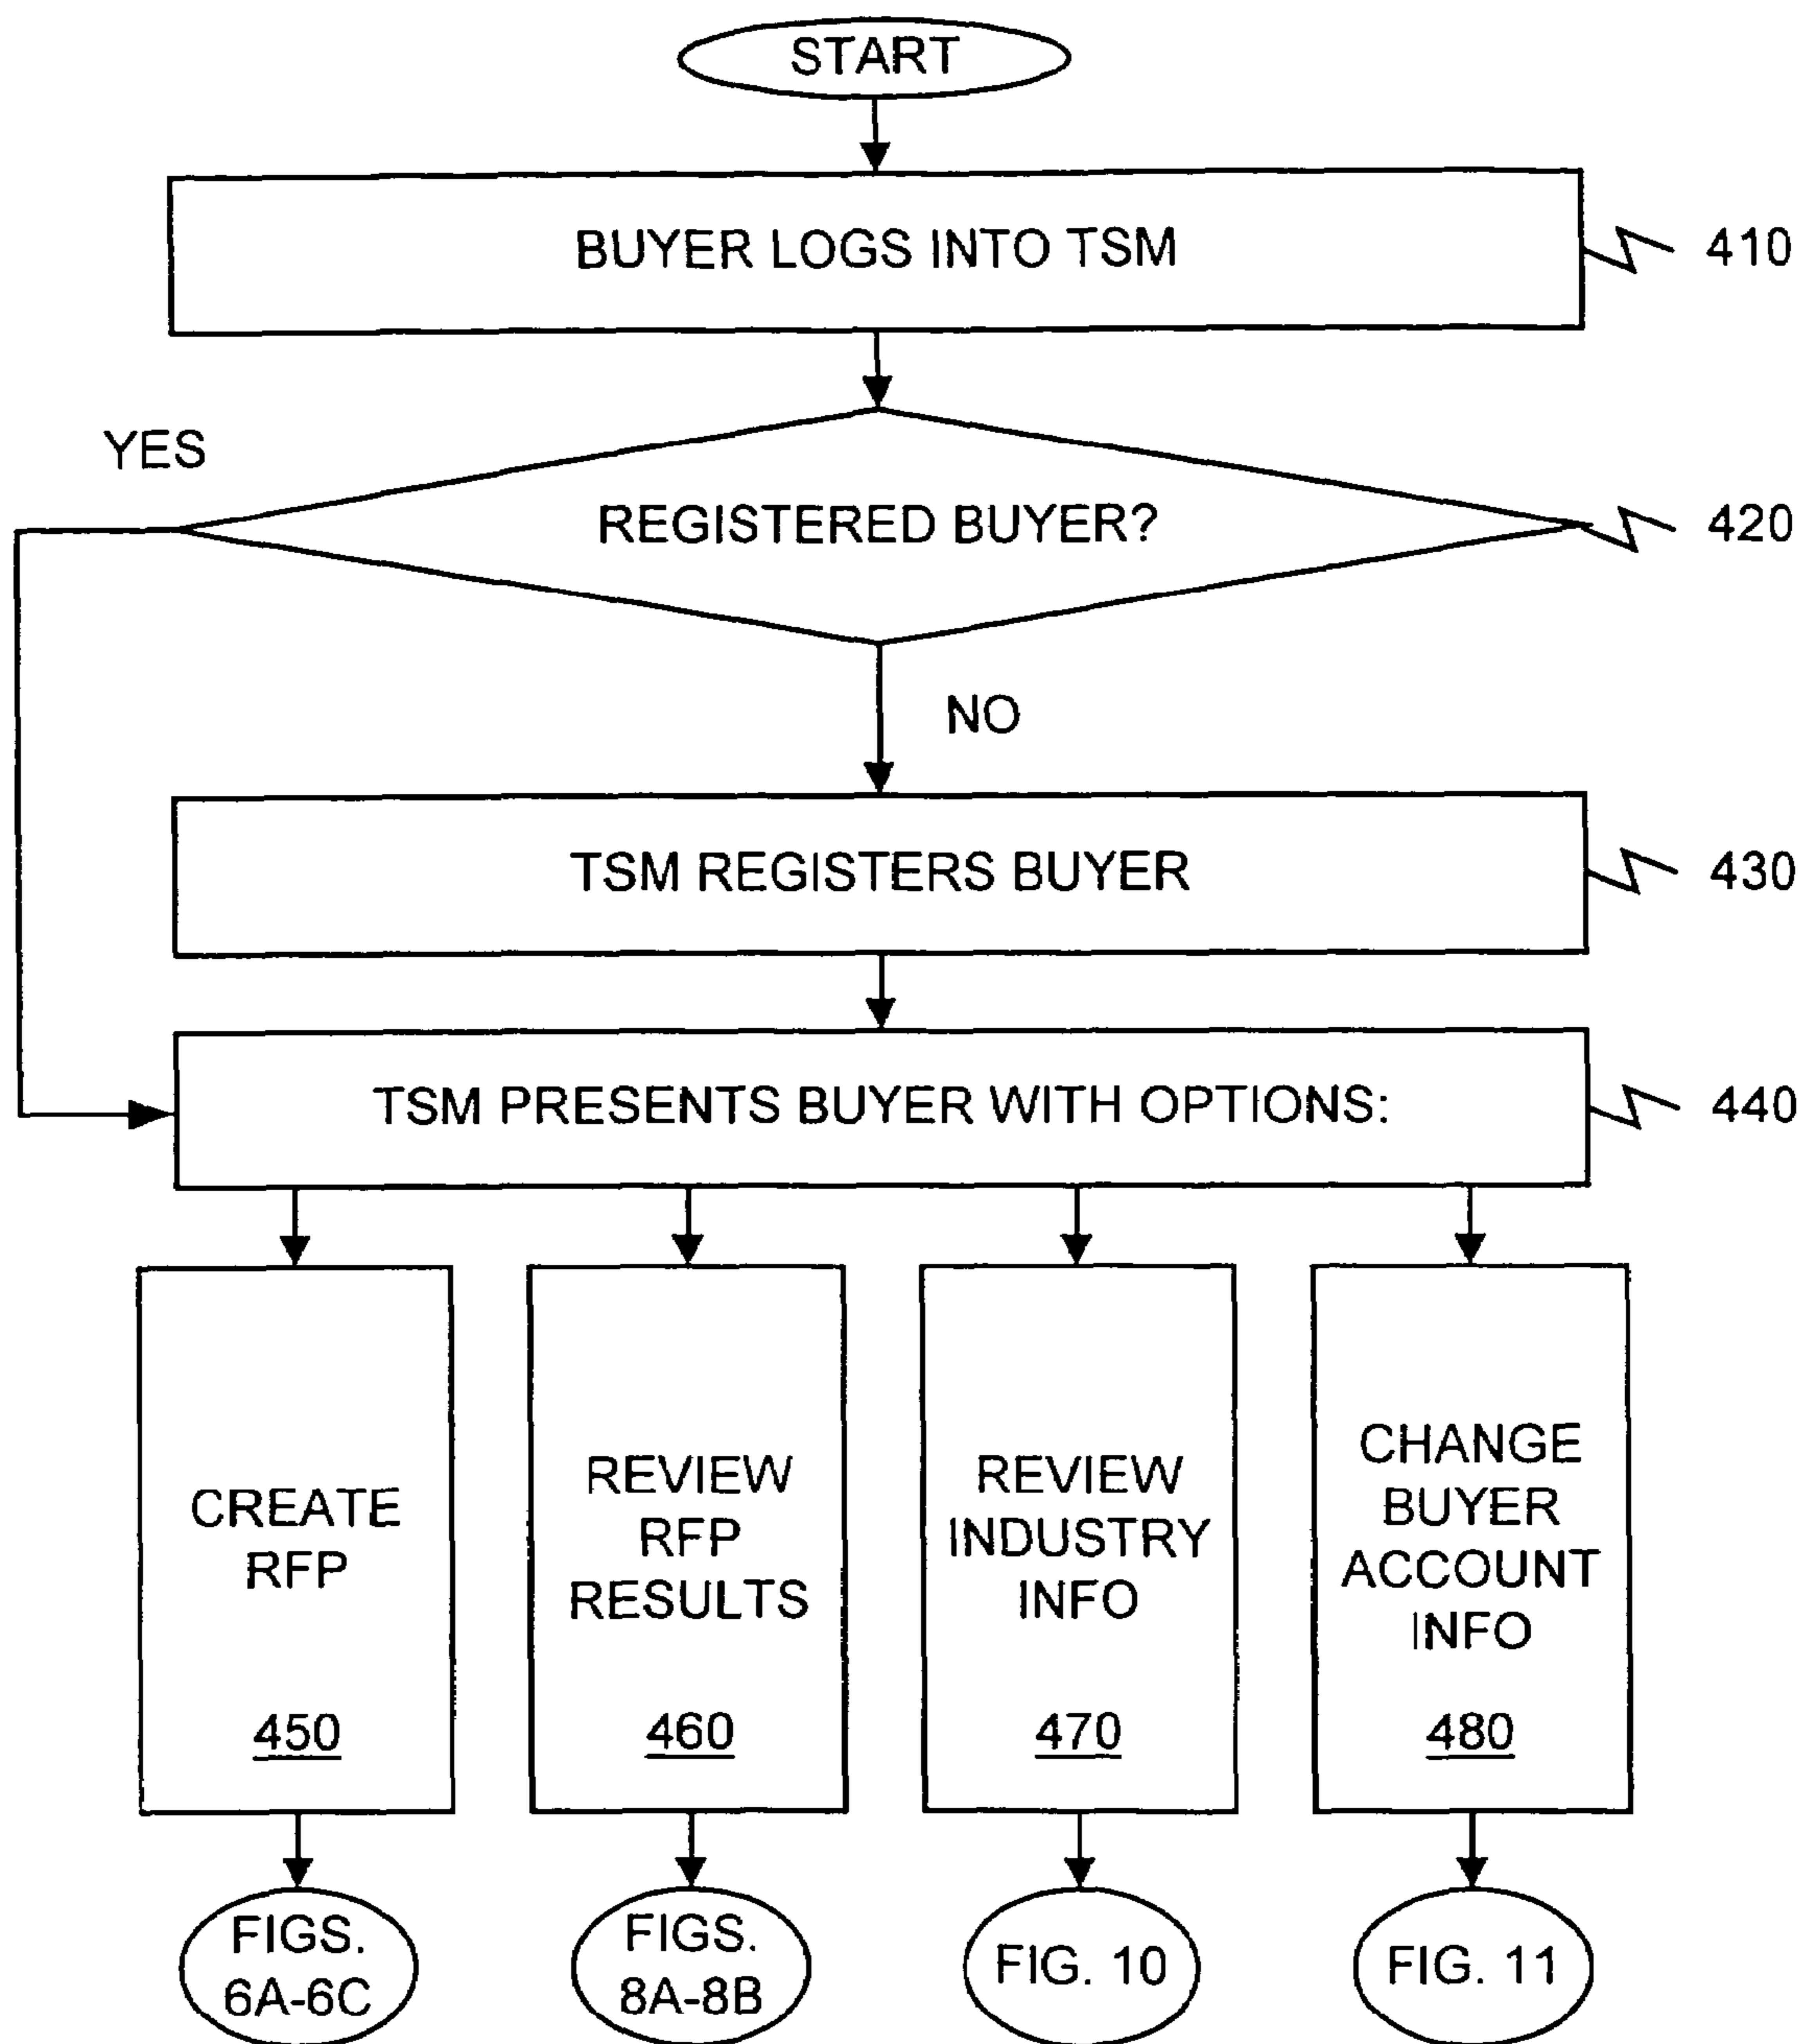 START
BUYER LOGS INTO TSM
410
YES
REGISTERED BUYER?
420
NO
TSM REGISTERS BUYER
430
TSM PRESENTS BUYER WITH OPTIONS:
440
CREATE
RFP
450
REVIEW
RFP
RESULTS
460
REVIEW
INDUSTRY
INFO
470
CHANGE
BUYER
ACCOUNT
INFO
480
FIGS.
6A-6C
FIGS.
8A-8B
FIG. 10
FIG. 11